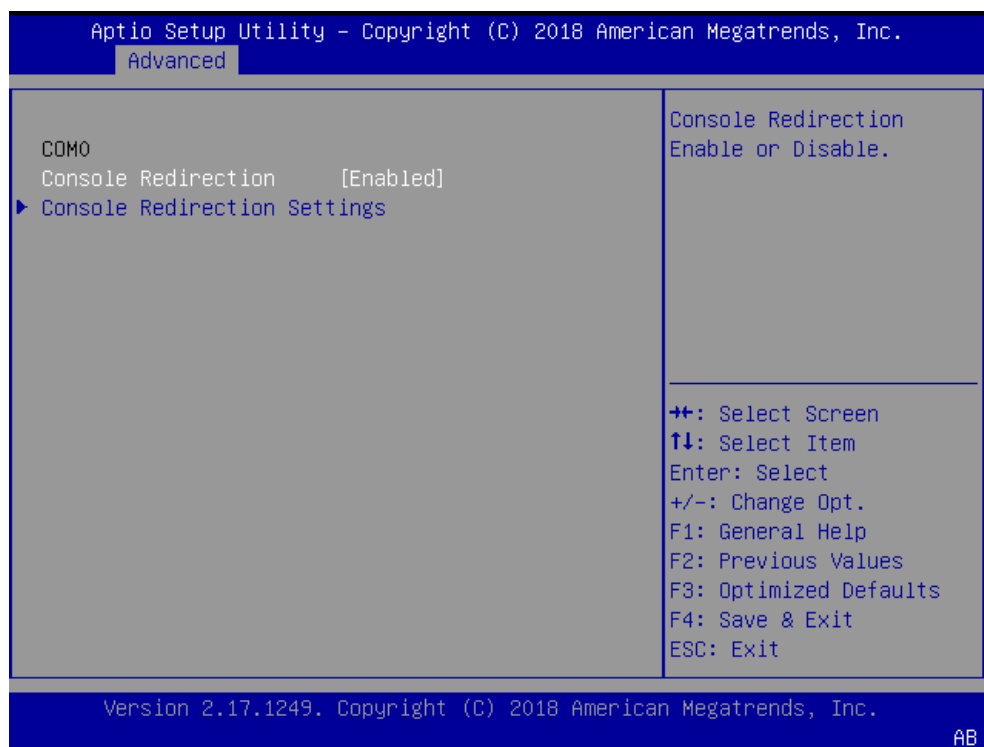 Aptio Setup Utility – Copyright (C) 2018 American Megatrends, Inc.
Advanced
COM0
Console Redirection [Enabled]
Console Redirection Settings
Console Redirection
Enable or Disable.
→←: Select Screen
↑↓: Select Item
Enter: Select
+/-: Change Opt.
F1: General Help
F2: Previous Values
F3: Optimized Defaults
F4: Save & Exit
ESC: Exit
Version 2.17.1249. Copyright (C) 2018 American Megatrends, Inc.
AB